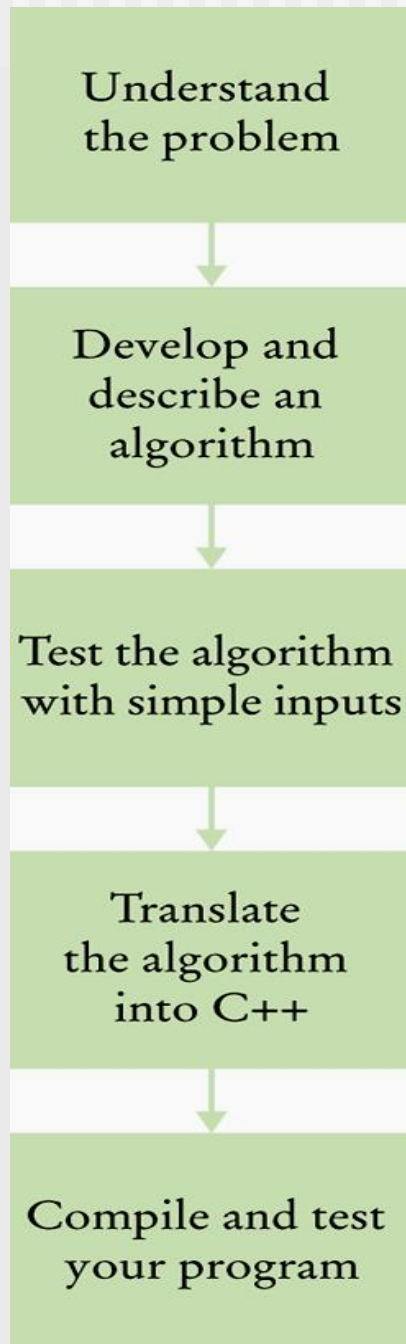 Understand
the problem
Develop and
describe an
algorithm
Test the algorithm
with simple inputs
Translate
the algorithm
into C++
Compile and test
your program